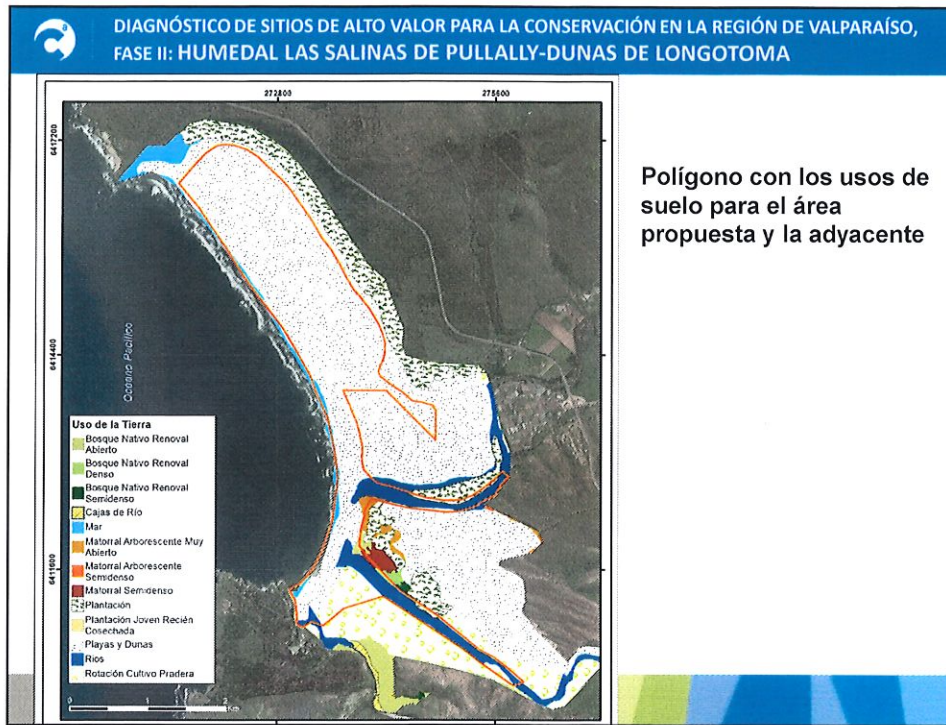 DIAGNÓSTICO DE SITIOS DE ALTO VALOR PARA LA CONSERVACIÓN EN LA REGIÓN DE VALPARAÍSO,
FASE II: HUMEDAL LAS SALINAS DE PULLALLY-DUNAS DE LONGOTOMA
272800
275600
6417200
6414400
6411600
Océano Pacífico
Polígono con los usos de
suelo para el área
propuesta y la adyacente
Uso de la Tierra
Bosque Nativo Renoval
Abierto
Bosque Nativo Renoval
Denso
Bosque Nativo Renoval
Semidenso
Cajas de Río
Mar
Matorral Arborescente Muy
Abierto
Matorral Arborescente
Semidenso
Matorral Semidenso
Plantación
Plantación Joven Recién
Cosechada
Playas y Dunas
Rios
Rotación Cultivo Pradera
0
Km